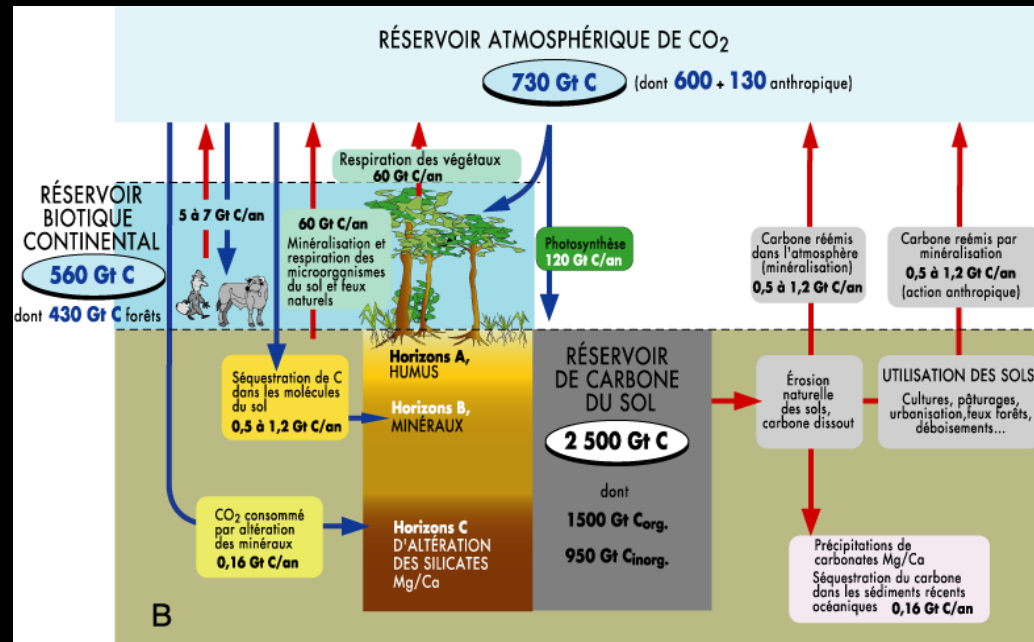 RÉSERVOIR ATMOSPHÉRIQUE DE CO₂
730 Gt C
(dont 600 + 130 anthropique)
RÉSERVOIR
BIOTIQUE
CONTINENTAL
560 Gt C
dont 430 Gt C forêts
5 à 7 Gt C/an
60 Gt C/an
Minéralisation et
respiration des
microorganismes
du sol et feux
naturels
Respiration des végétaux
60 Gt C/an
Photosynthèse
120 Gt C/an
Carbone réémis
dans l'atmosphère
(minéralisation)
0,5 à 1,2 Gt C/an
Carbone reémis par
minéralisation
0,5 à 1,2 Gt C/an
(action anthropique)
Séquestration de C
dans les molécules
du sol
0,5 à 1,2 Gt C/an
CO₂ consommé
par altération
des minéraux
0,16 Gt C/an
Horizons A,
HUMUS
Horizons B,
MINÉRAUX
Horizons C
D'ALTÉRATION
DES SILICATES
Mg/Ca
RÉSERVOIR
DE CARBONE
DU SOL
2 500 Gt C
dont
1500 Gt Corg.
950 Gt Cinorg.
Érosion
naturelle
des sols,
carbone dissout
UTILISATION DES SOLS
Cultures, pâturages,
urbanisation,feux forêts,
déboisements...
Précipitations de
carbonates Mg/Ca
Séquestration du carbone
dans les sédiments récents
océaniques 0,16 Gt C/an
B